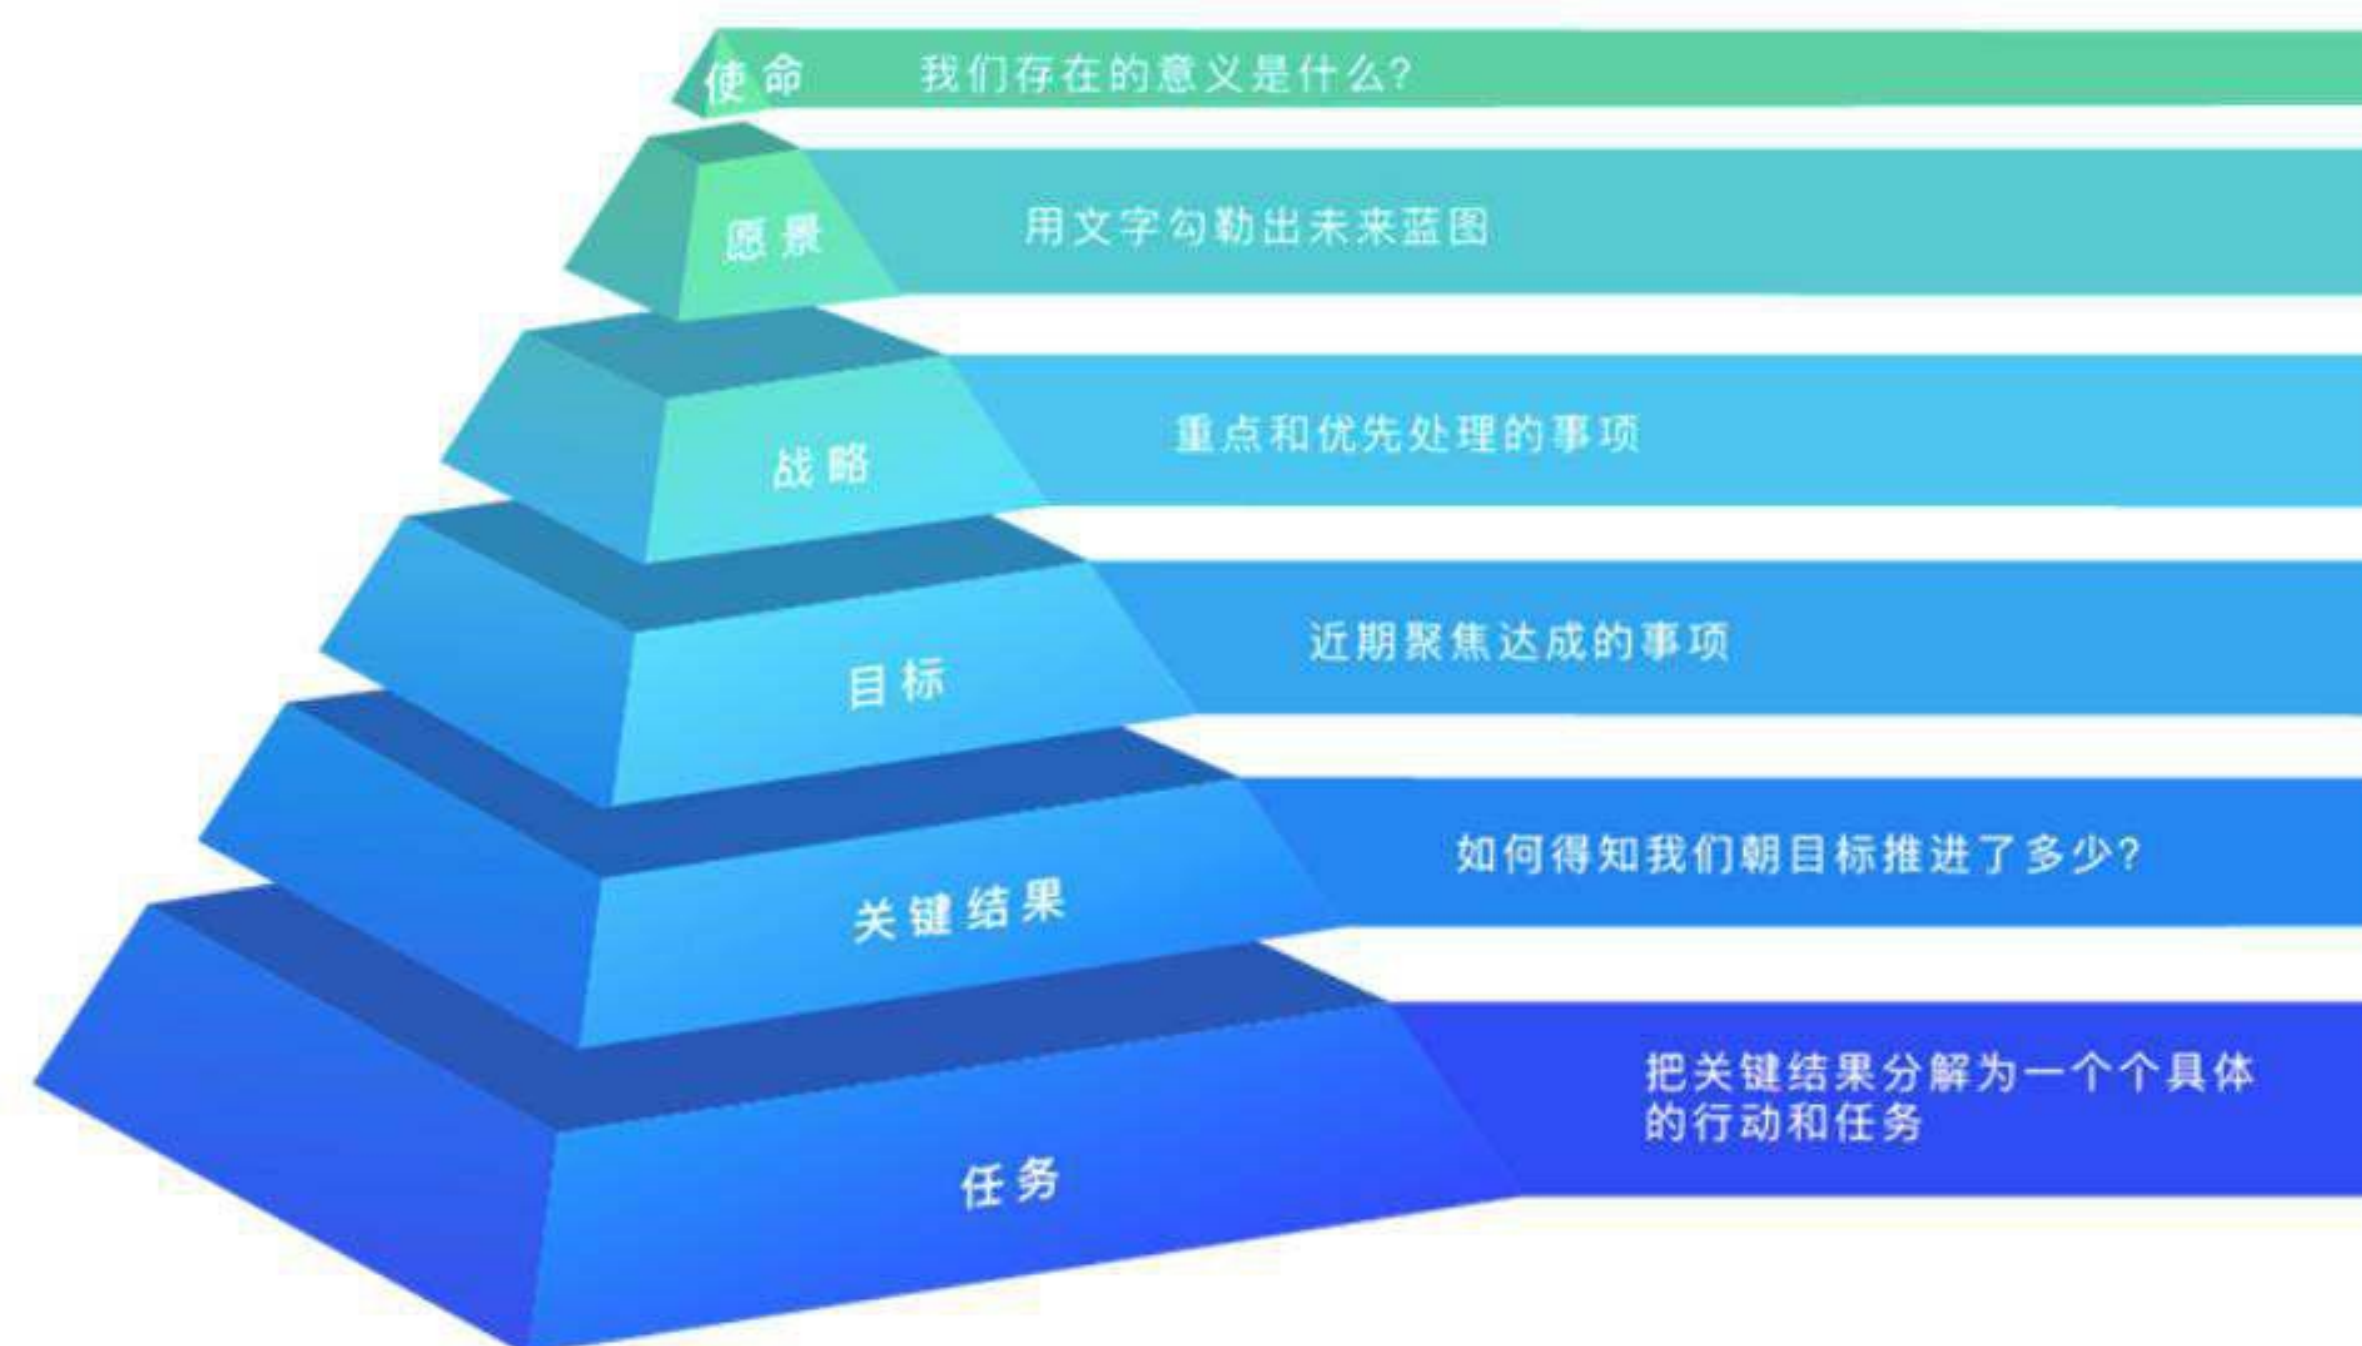 使命
我们存在的意义是什么?
愿景
用文字勾勒出未来蓝图
战略
重点和优先处理的事项
目标
近期聚焦达成的事项
关键结果
如何得知我们朝目标推进了多少?
任务
把关键结果分解为一个个具体
的行动和任务